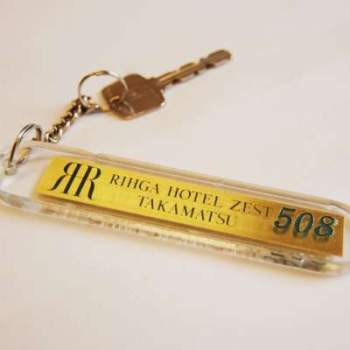 RR RIHGA HOTEL ZEST 508
TAKAMATSU